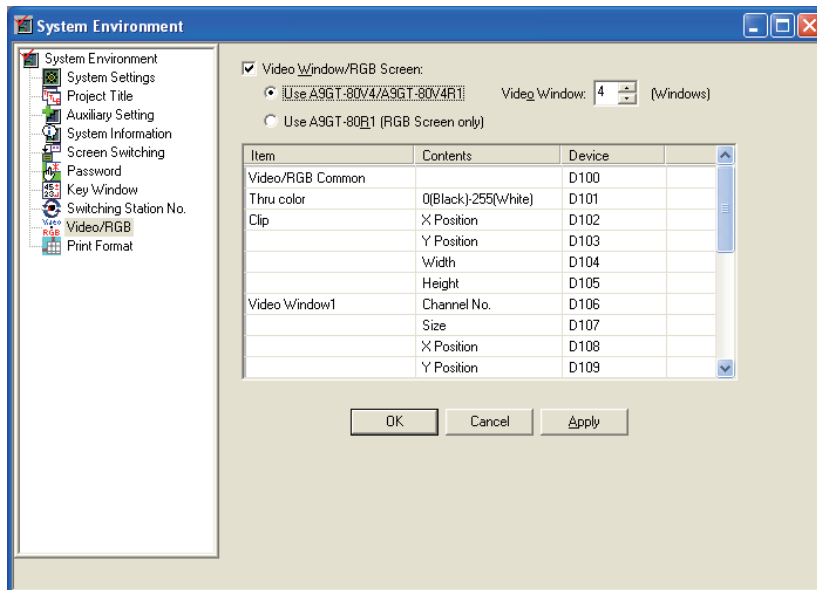 System Environment
System Environment
System Settings
Project Title
Auxiliary Setting
System Information
Screen Switching
Password
Key Window
Switching Station No.
Video/RGB
Print Format
Video Window/RGB Screen:
Use A9GT-80V4/A9GT-80V4R1 Video Window: 4 (Windows)
Use A9GT-80R1 (RGB Screen only)
Item Contents Device
Video/RGB Common D100
Thru color 0(Black)-255(White) D101
Clip X Position D102
Y Position D103
Width D104
Height D105
Video Window1 Channel No. D106
Size D107
X Position D108
Y Position D109
OK Cancel Apply